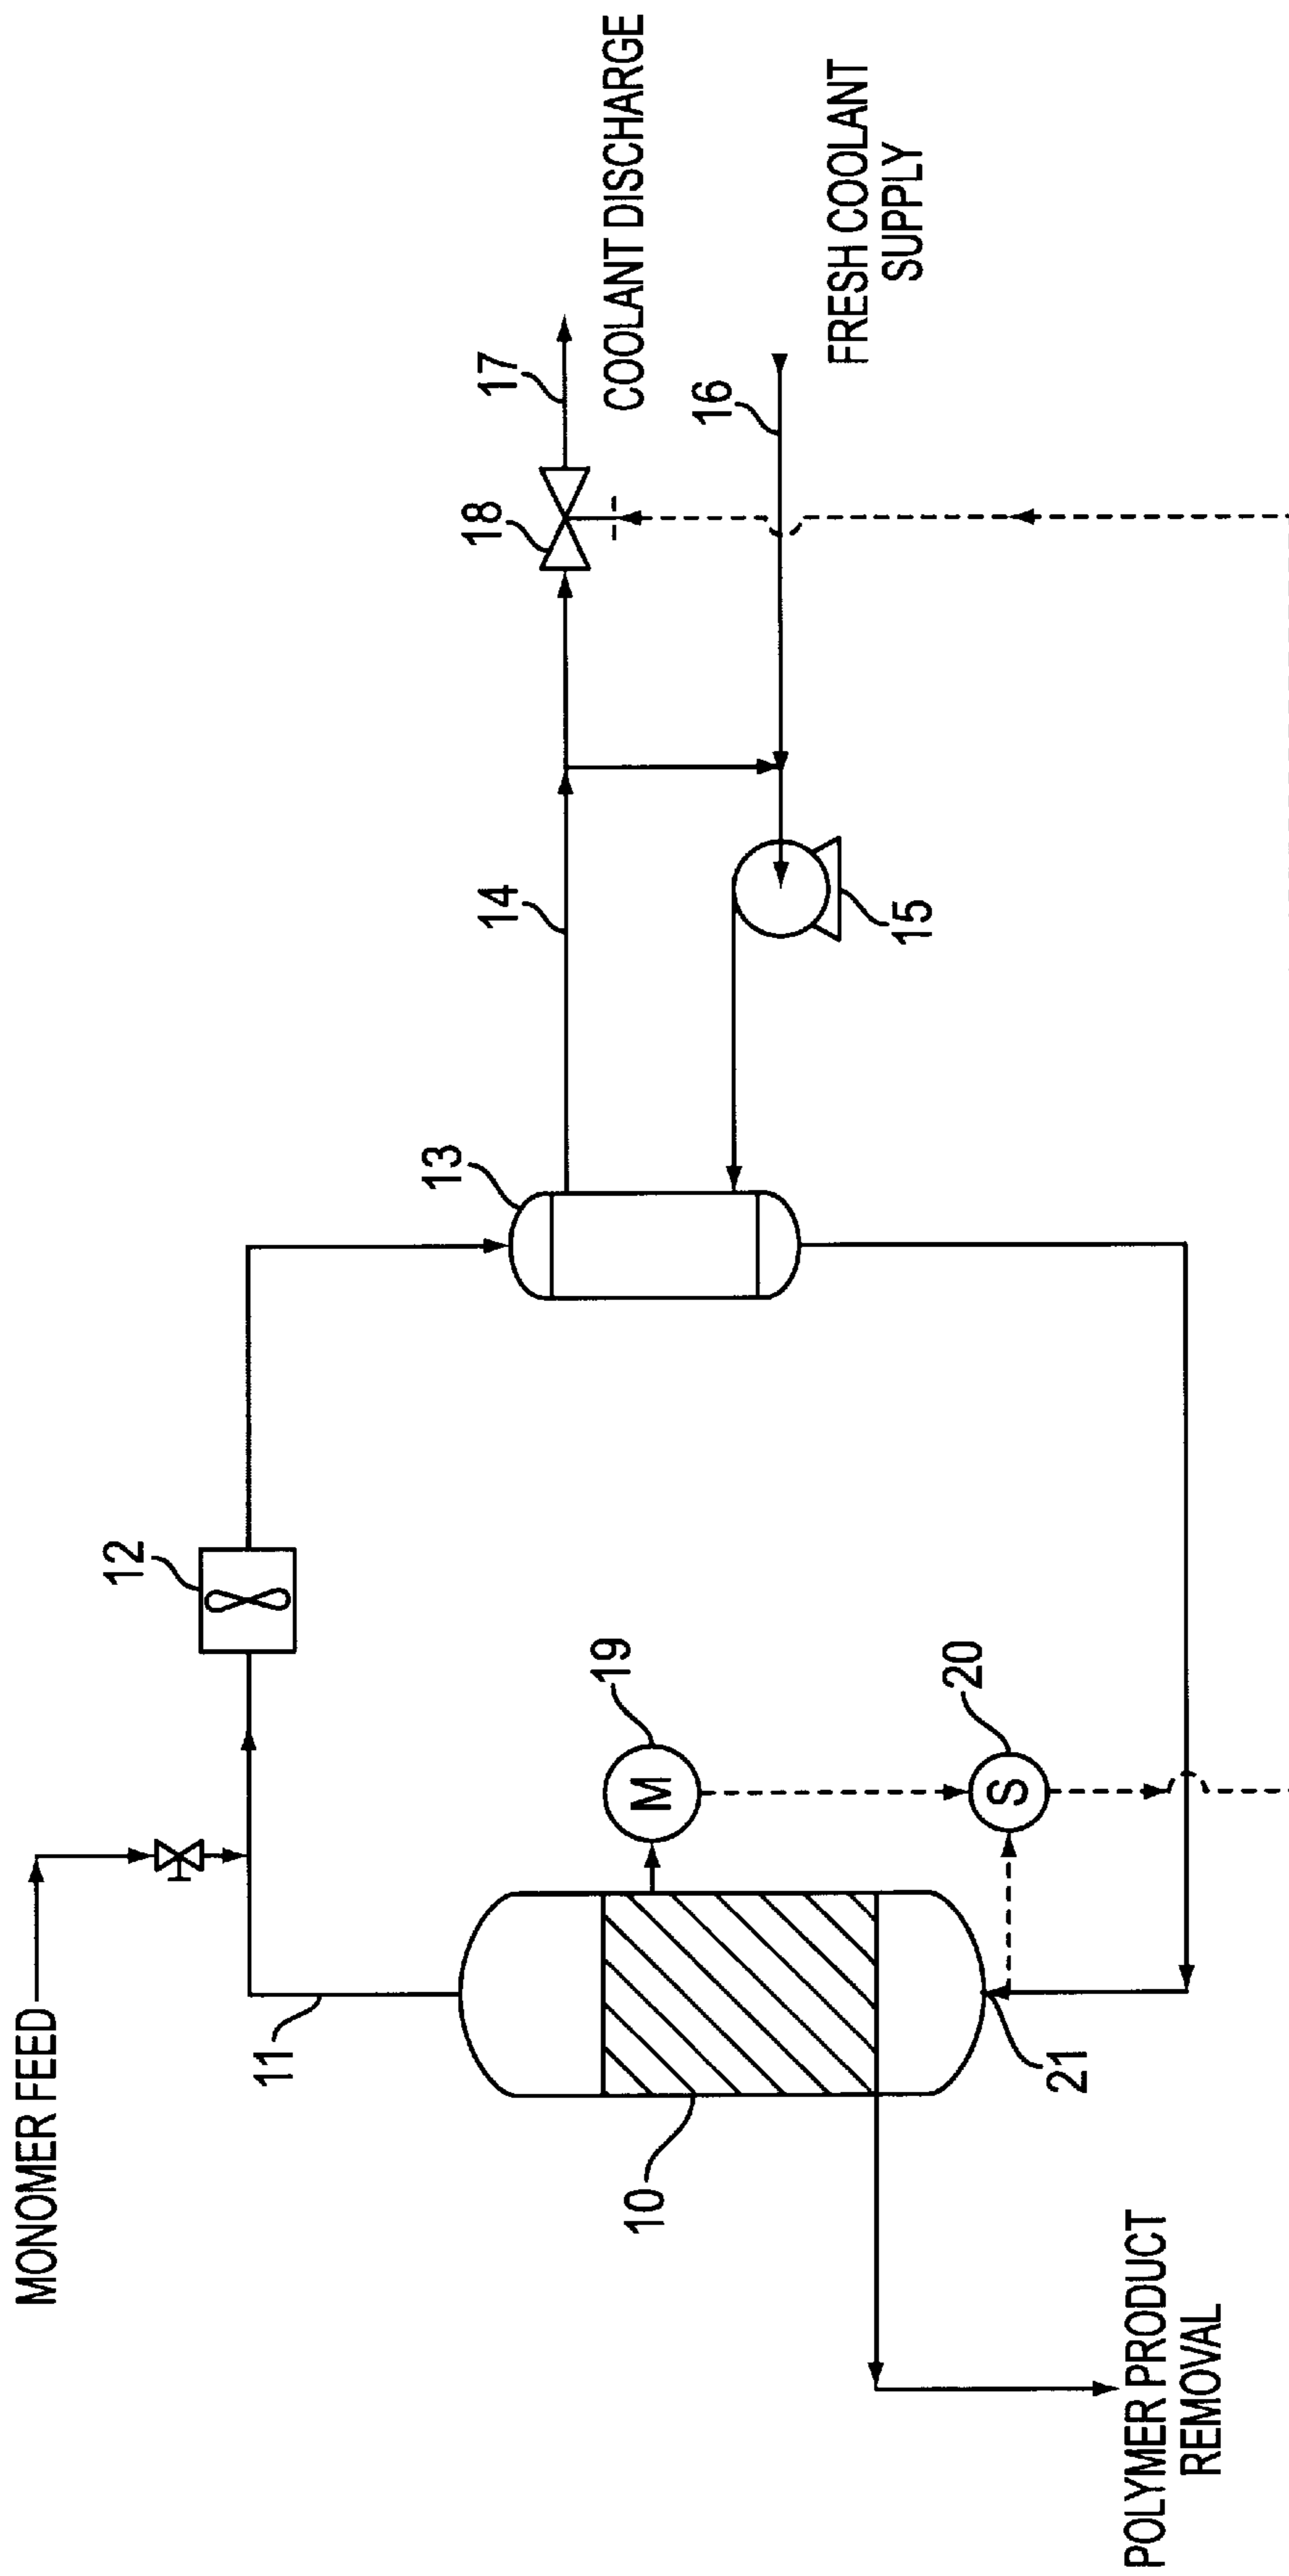 MONOMER FEED
11
12
10
19
M
20
S
21
POLYMER PRODUCT
REMOVAL
13
14
15
18
17
16
COOLANT DISCHARGE
FRESH COOLANT
SUPPLY